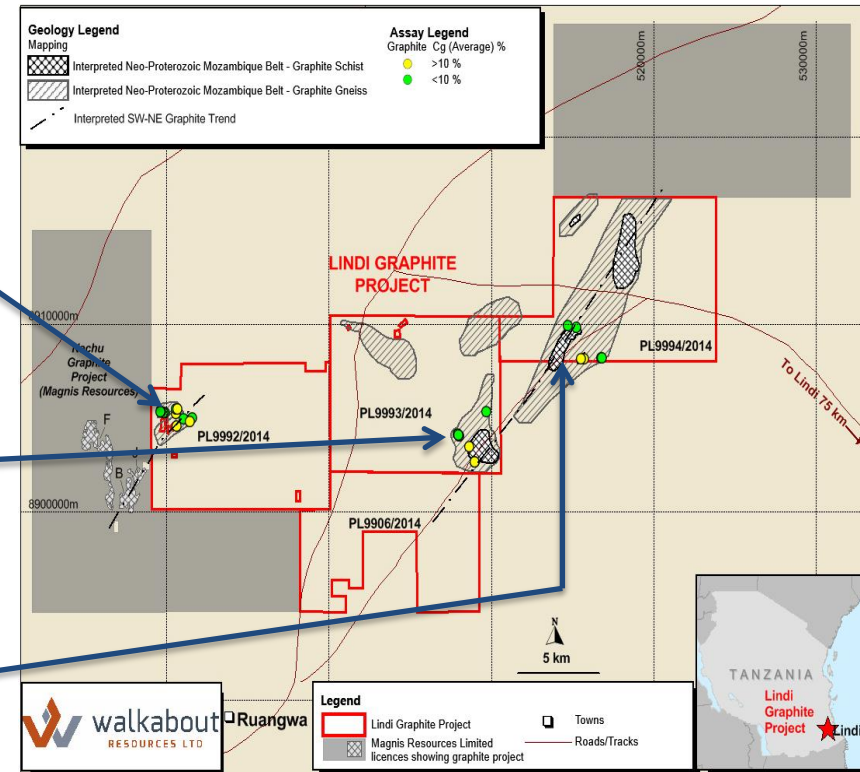 Geology Legend
Mapping
Interpreted Neo-Proterozoic Mozambique Belt - Graphite Schist
Interpreted Neo-Proterozoic Mozambique Belt - Graphite Gneiss
Interpreted SW-NE Graphite Trend
Assay Legend
Graphite Cg (Average) %
>10 %
<10 %
520000m
530000m
LINDI GRAPHITE
PROJECT
8910000m
Nachu
Graphite
Project
(Magnis Resources)
PL9994/2014
To Lindi 75 km
PL9993/2014
F
PL9992/2014
J
B
8900000m
PL9906/2014
N
5 km
walkabout
RESOURCES LTD
Ruangwa
Legend
Lindi Graphite Project
Magnis Resources Limited
licences showing graphite project
Towns
Roads/Tracks
TANZANIA
Lindi
Graphite
Project
Lindi